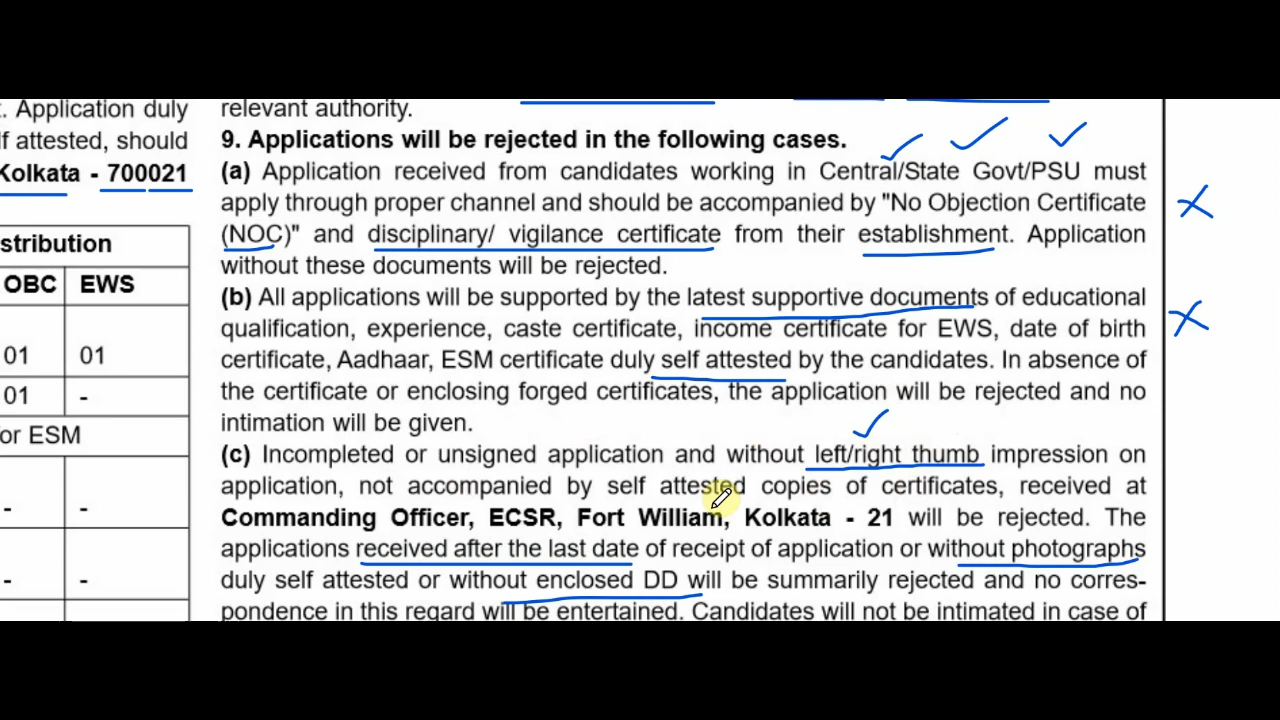 . Application duly
lf attested, should
Kolkata - 700021
stribution
OBC EWS
01 01
01 -
or ESM
- -
- -
relevant authority.
9. Applications will be rejected in the following cases.
(a) Application received from candidates working in Central/State Govt/PSU must
apply through proper channel and should be accompanied by "No Objection Certificate
(NOC)" and disciplinary/ vigilance certificate from their establishment. Application
without these documents will be rejected.
(b) All applications will be supported by the latest supportive documents of educational
qualification, experience, caste certificate, income certificate for EWS, date of birth
certificate, Aadhaar, ESM certificate duly self attested by the candidates. In absence of
the certificate or enclosing forged certificates, the application will be rejected and no
intimation will be given.
(c) Incompleted or unsigned application and without left/right thumb impression on
application, not accompanied by self attested copies of certificates, received at
Commanding Officer, ECSR, Fort William, Kolkata - 21 will be rejected. The
applications received after the last date of receipt of application or without photographs
duly self attested or without enclosed DD will be summarily rejected and no corres-
pondence in this regard will be entertained. Candidates will not be intimated in case of